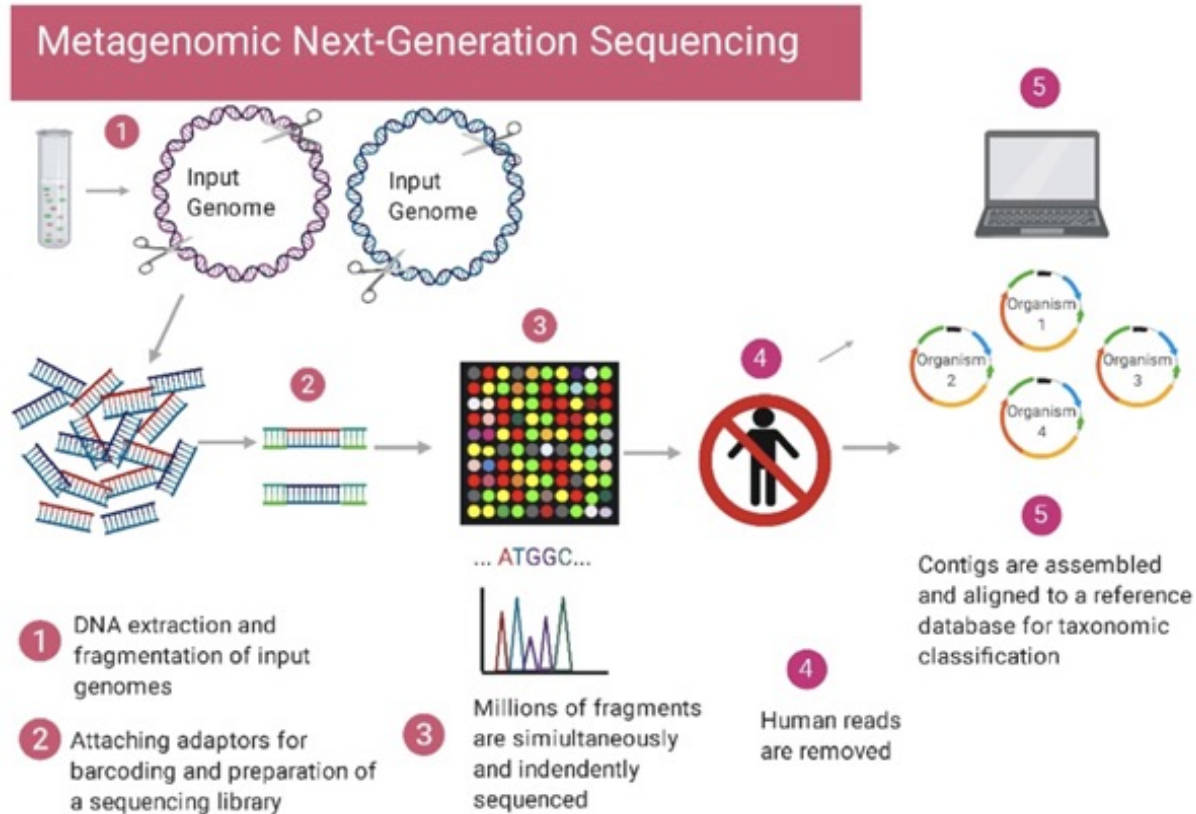 Metagenomic Next-Generation Sequencing
1
Input
Genome
Input
Genome
5
Organism
1
Organism
2
Organism
3
Organism
4
2
3
4
... ATGGC...
5
Contigs are assembled
and aligned to a reference
database for taxonomic
classification
1
DNA extraction and
fragmentation of input
genomes
2
Attaching adaptors for
barcoding and preparation of
a sequencing library
3
Millions of fragments
are simiultaneously
and indendently
sequenced
4
Human reads
are removed